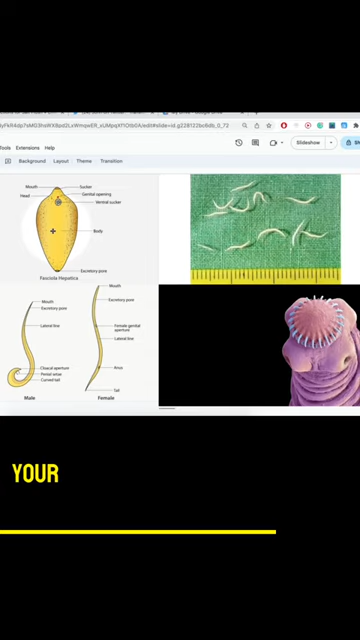 Tools Extensions Help
Slideshow
Background Layout Theme Transition
Mouth
Sucker
Head
Genital opening
Ventral sucker
Body
Excretory pore
Fasciola Hepatica
Mouth
Excretory pore
Lateral line
Cloacal aperture
Penial setae
Curved tail
Male
Mouth
Excretory pore
Female genital
aperture
Lateral line
Anus
Tail
Female
YOUR